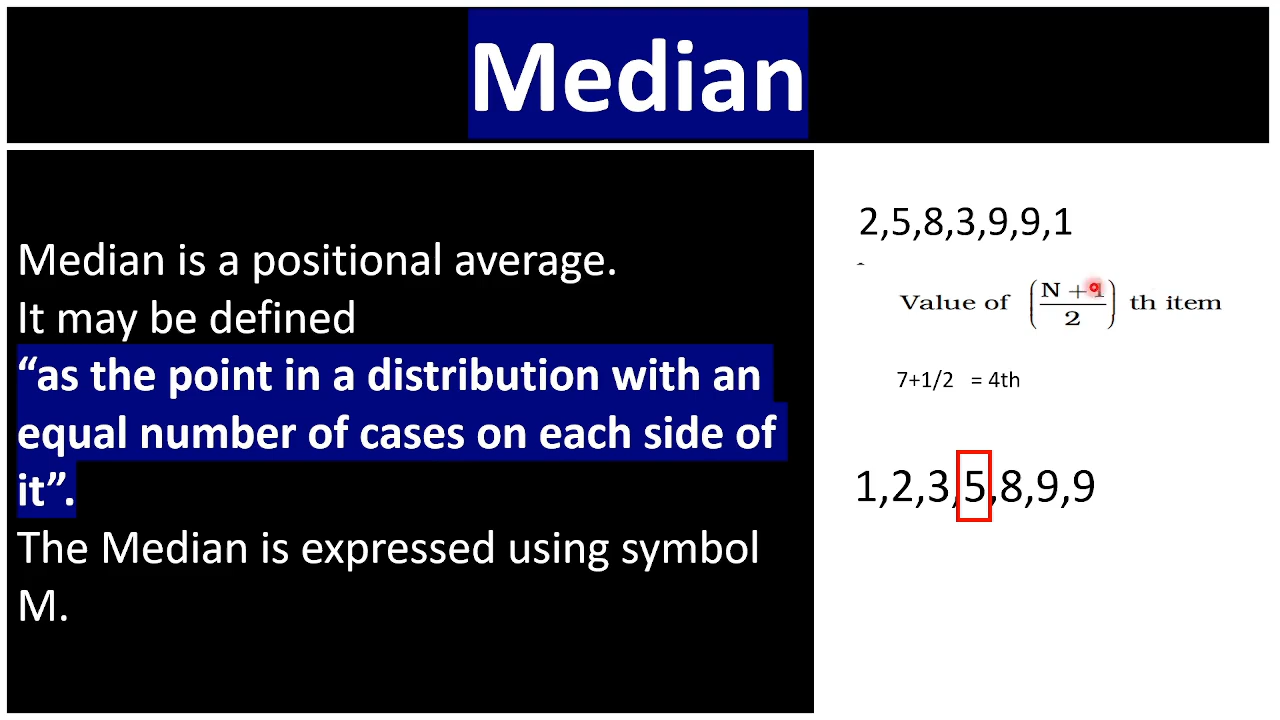 Median
Median is a positional average.
It may be defined
“as the point in a distribution with an
equal number of cases on each side of
it”.
The Median is expressed using symbol
M.
2,5,8,3,9,9,1
Value of (N + 1 / 2) th item
7+1/2 = 4th
1,2,3,5,8,9,9